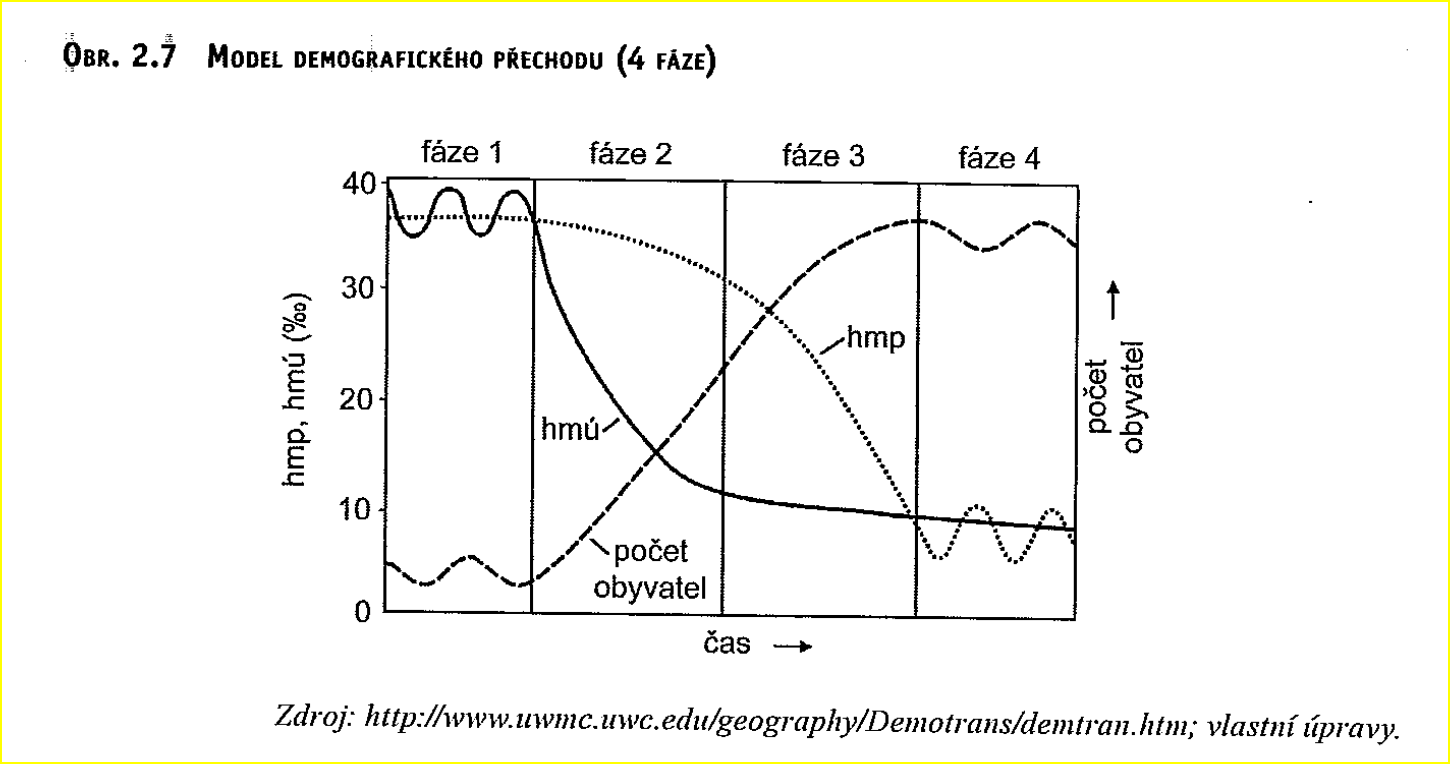 OBR. 2.7 MODEL DEMOGRAFICKÉHO PŘECHODU (4 FÁZE)
fáze 1 fáze 2 fáze 3 fáze 4
40
30
20
10
0
hmp, hmú (‰)
hmú
hmp
počet
obyvatel
počet
obyvatel
čas
Zdroj: http://www.uwmc.uwc.edu/geography/Demotrans/demtran.htm; vlastní úpravy.